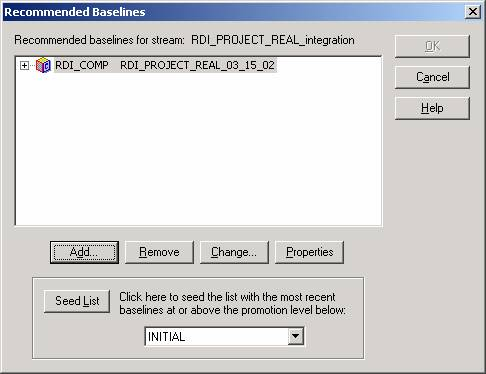 Recommended Baselines
Recommended baselines for stream: RDI_PROJECT_REAL_integration
RDI_COMP RDI_PROJECT_REAL_03_15_02
OK
Cancel
Help
Add... Remove Change... Properties
Seed List
Click here to seed the list with the most recent
baselines at or above the promotion level below:
INITIAL